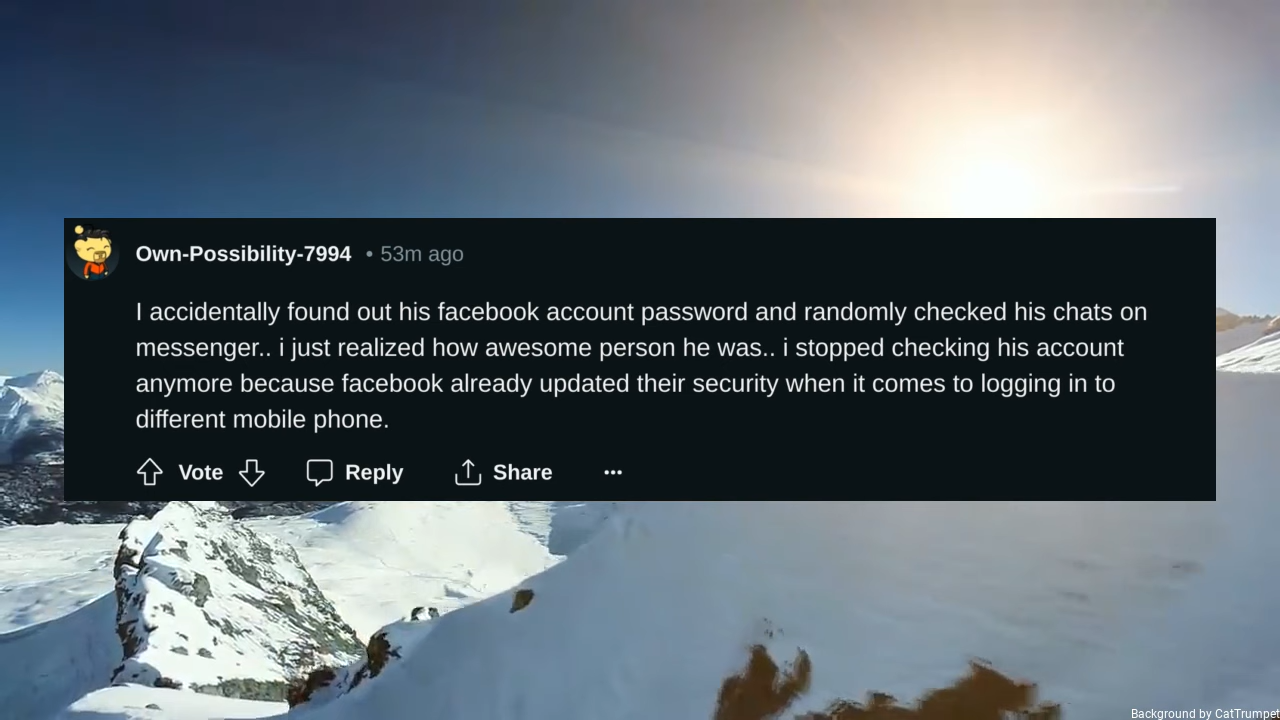 Own-Possibility-7994 • 53m ago
I accidentally found out his facebook account password and randomly checked his chats on
messenger.. i just realized how awesome person he was.. i stopped checking his account
anymore because facebook already updated their security when it comes to logging in to
different mobile phone.
Vote Reply Share ···
Background by CatTrumpet